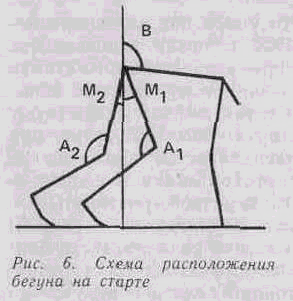 B
M₂ M₁
A₂ A₁
Рис. 6. Схема расположения
бегуна на старте